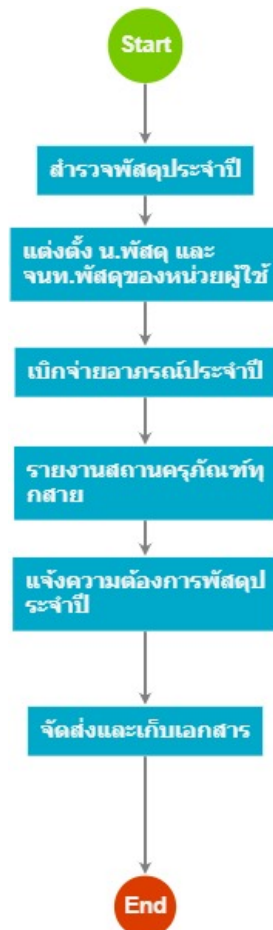 Start
สำรวจพัสดุประจำปี
แต่งตั้ง น.พัสดุ และ
จนท.พัสดุของหน่วยผู้ใช้
เบิกจ่ายอาภรณ์ประจำปี
รายงานสถานครุภัณฑ์ทุ
กสาย
แจ้งความต้องการพัสดุป
ระจำปี
จัดส่งและเก็บเอกสาร
End